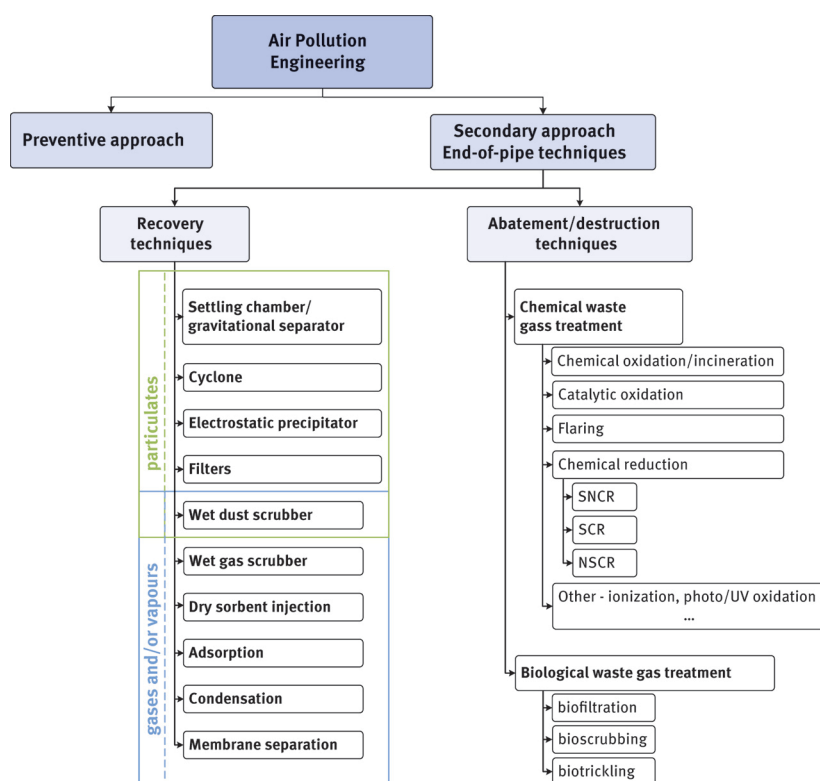 Air Pollution
Engineering
Preventive approach
Secondary approach
End-of-pipe techniques
Recovery
techniques
Abatement/destruction
techniques
particulates
Settling chamber/
gravitational separator
Cyclone
Electrostatic precipitator
Filters
Wet dust scrubber
gases and/or vapours
Wet gas scrubber
Dry sorbent injection
Adsorption
Condensation
Membrane separation
Chemical waste
gass treatment
Chemical oxidation/incineration
Catalytic oxidation
Flaring
Chemical reduction
SNCR
SCR
NSCR
Other - ionization, photo/UV oxidation
...
Biological waste gas treatment
biofiltration
bioscrubbing
biotrickling